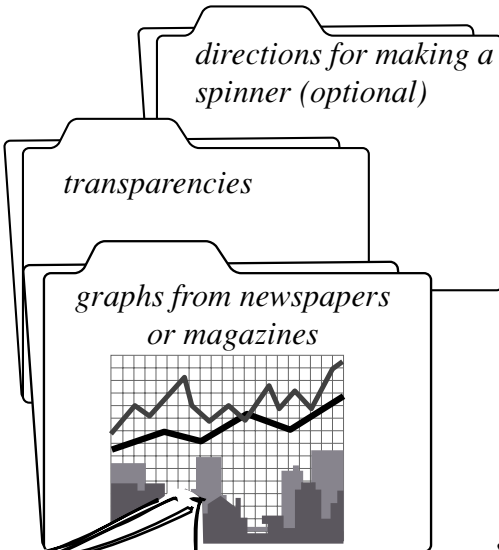 directions for making a
spinner (optional)
transparencies
graphs from newspapers
or magazines